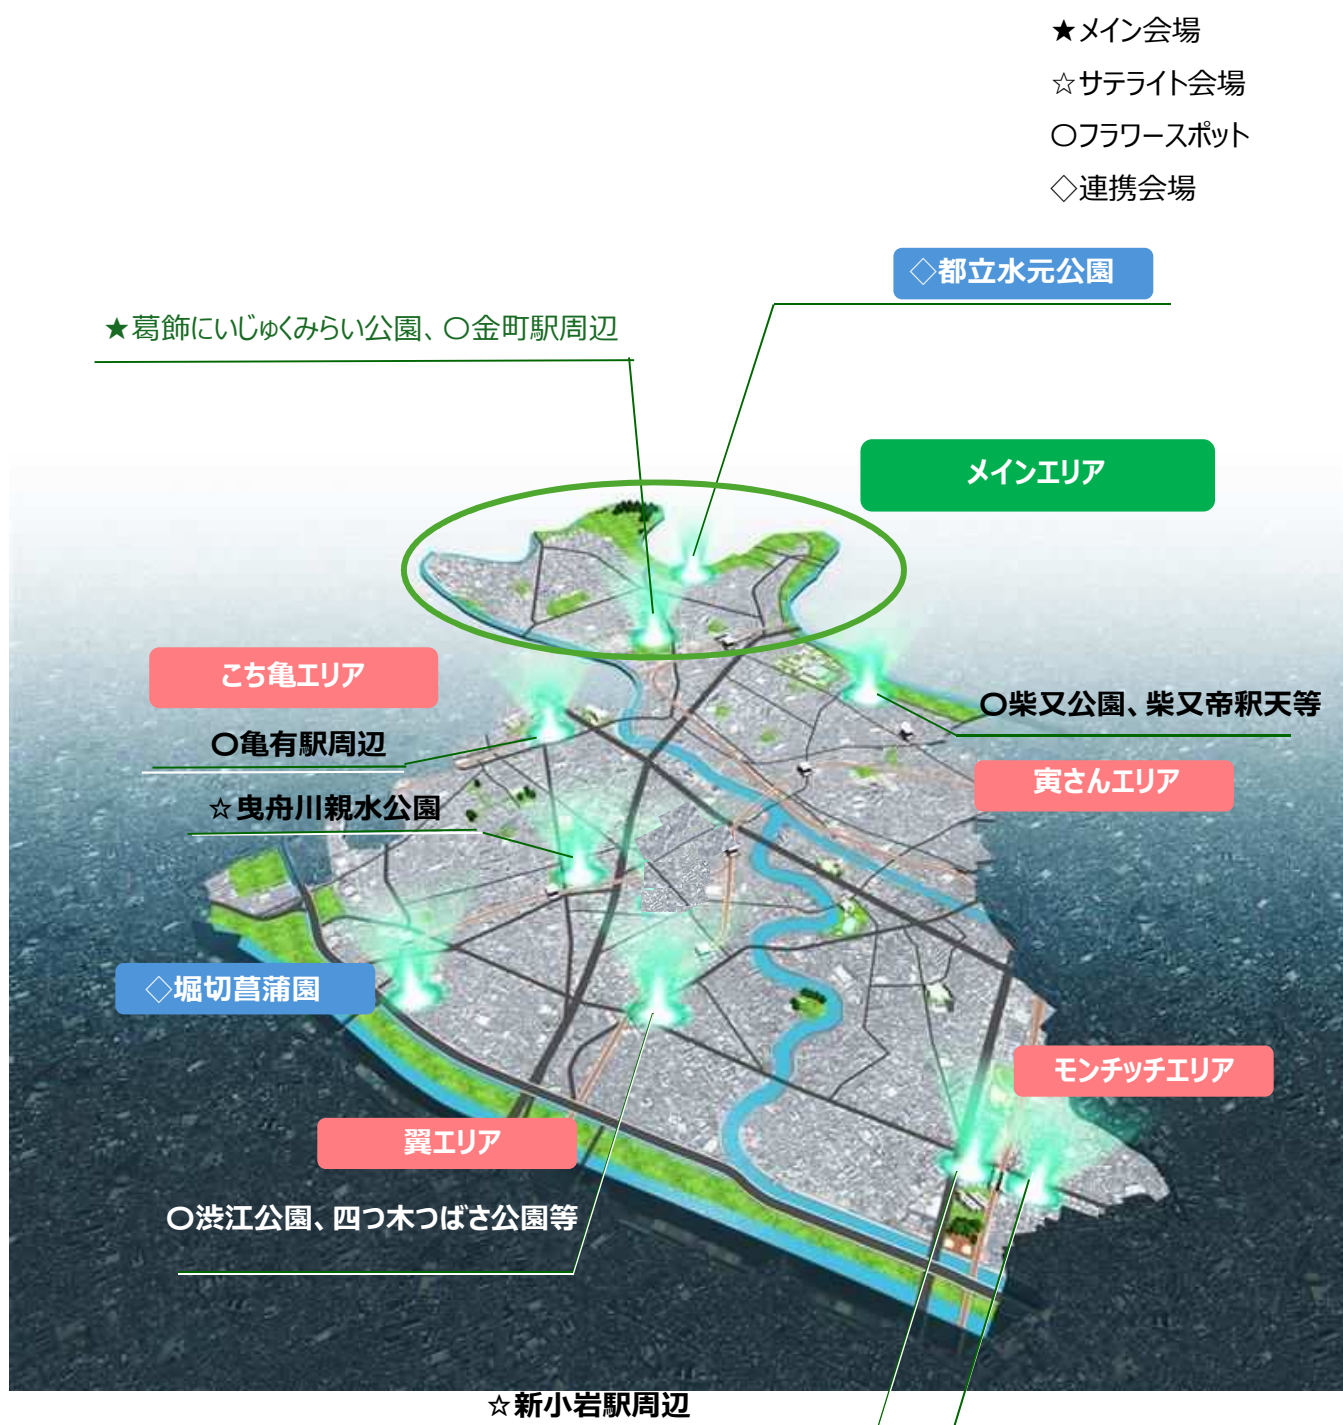 ★メイン会場
☆サテライト会場
〇フラワースポット
◇連携会場
◇都立水元公園
★葛飾にいじゅくみらい公園、〇金町駅周辺
メインエリア
こち亀エリア
〇亀有駅周辺
〇柴又公園、柴又帝釈天等
寅さんエリア
☆曳舟川親水公園
◇堀切菖蒲園
モンチッチエリア
翼エリア
〇渋江公園、四つ木つばさ公園等
☆新小岩駅周辺